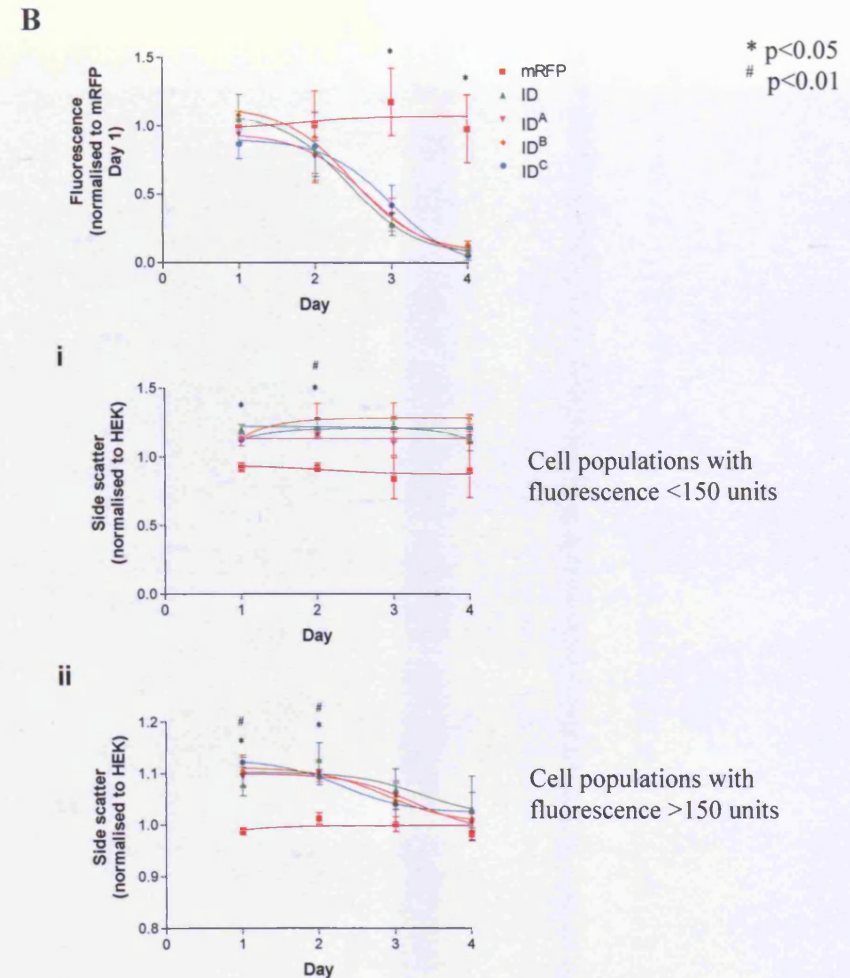 B
* p<0.05
# p<0.01
Fluorescence
(normalised to mRFP
Day 1)
1.5
1.0
0.5
0.0
*
*
0 1 2 3 4
Day
mRFP
ID
IDᴬ
IDᴮ
IDᶜ
i
Side scatter
(normalised to HEK)
1.5
1.0
0.5
0.0
*
#
*
0 1 2 3 4
Day
Cell populations with
fluorescence <150 units
ii
Side scatter
(normalised to HEK)
1.2
1.1
1.0
0.9
0.8
#
*
#
*
0 1 2 3 4
Day
Cell populations with
fluorescence >150 units